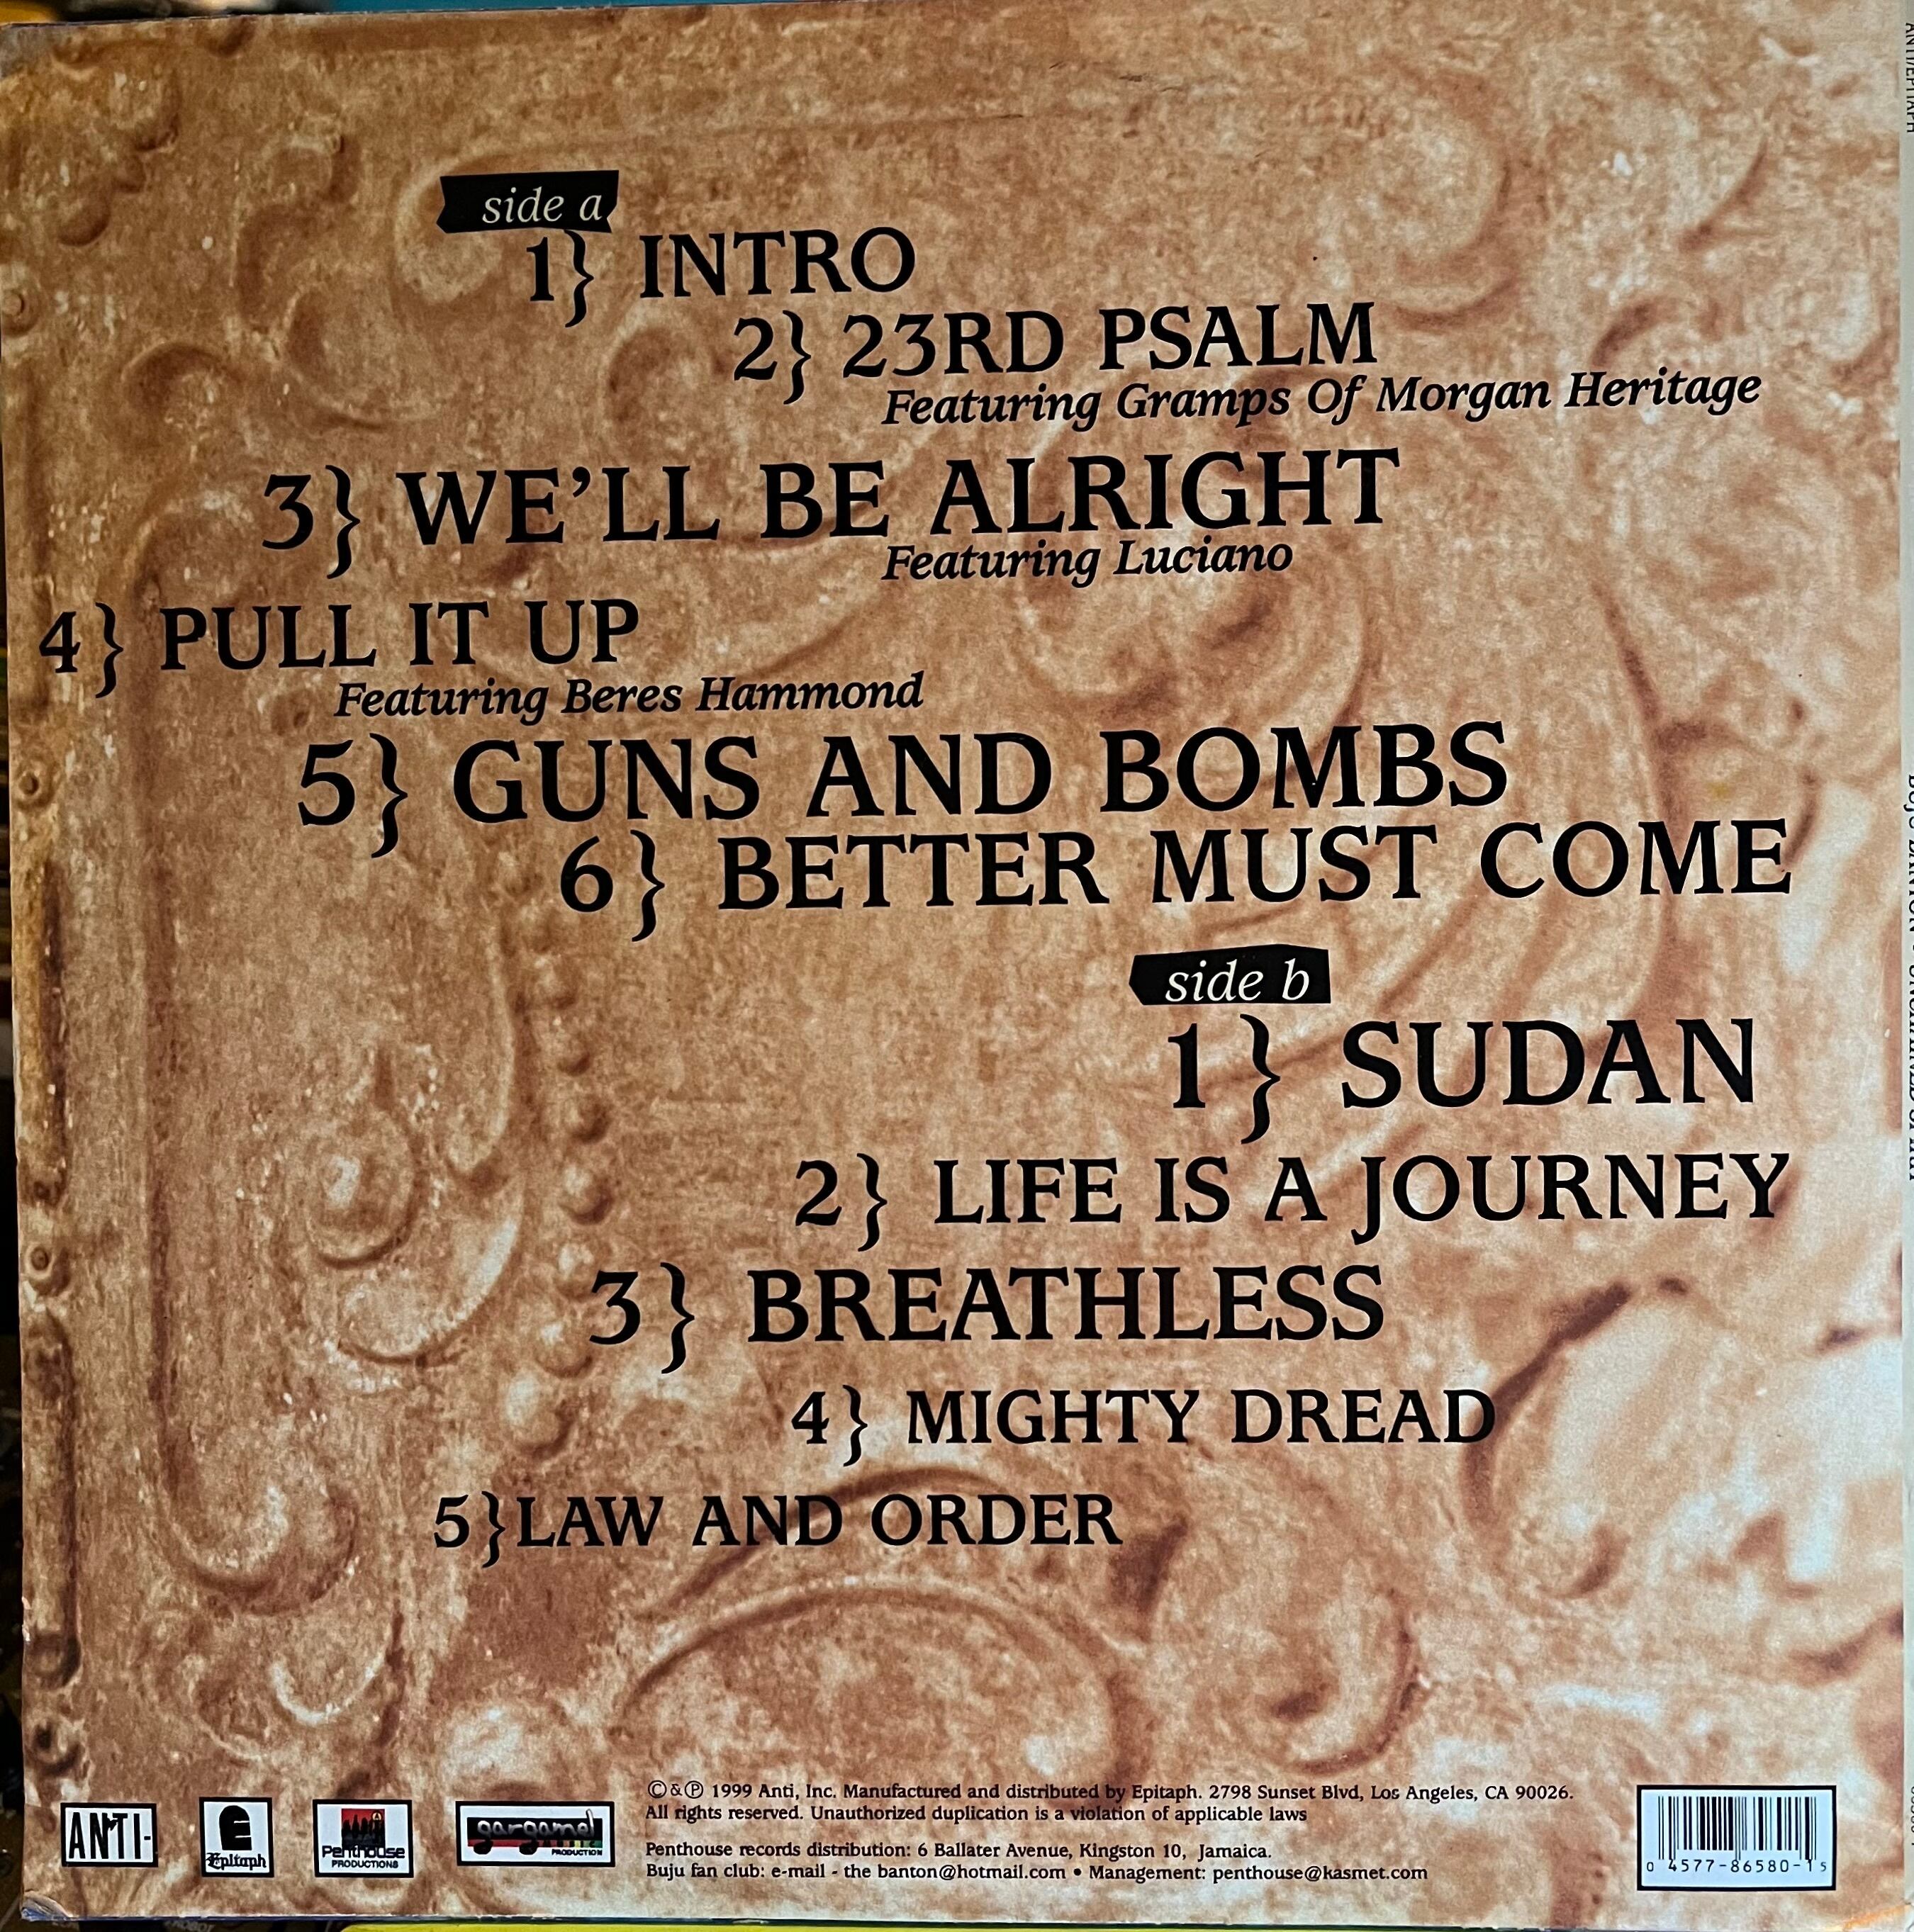 side a
1} INTRO
2} 23RD PSALM
Featuring Gramps Of Morgan Heritage
3} WE'LL BE ALRIGHT
Featuring Luciano
4} PULL IT UP
Featuring Beres Hammond
5} GUNS AND BOMBS
6} BETTER MUST COME
side b
1} SUDAN
2} LIFE IS A JOURNEY
3} BREATHLESS
4} MIGHTY DREAD
5}LAW AND ORDER
ANTI-
Epitaph
Penthouse
PRODUCTIONS
gargamel
PRODUCTION
©&℗ 1999 Anti, Inc. Manufactured and distributed by Epitaph. 2798 Sunset Blvd, Los Angeles, CA 90026.
All rights reserved. Unauthorized duplication is a violation of applicable laws
Penthouse records distribution: 6 Ballater Avenue, Kingston 10, Jamaica.
Buju fan club: e-mail - the banton@hotmail.com • Management: penthouse@kasmet.com
0 4577-86580-1 5
ANTI/EPITAPH